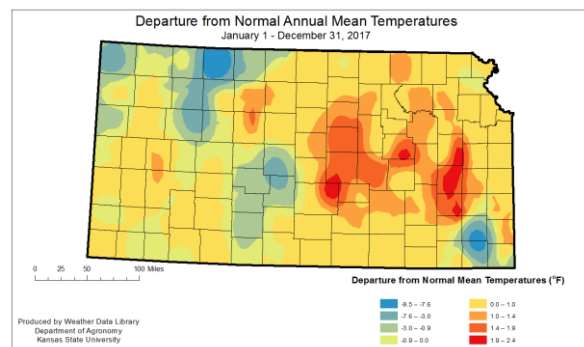 Departure from Normal Annual Mean Temperatures
January 1 - December 31, 2017
0 25 50 100 Miles
Departure from Normal Mean Temperatures (°F)
-9.5 – -7.6
-7.6 – -3.0
-3.0 – -0.9
-0.9 – 0.0
0.0 – 1.0
1.0 – 1.4
1.4 – 1.9
1.9 – 2.4
Produced by Weather Data Library
Department of Agronomy
Kansas State University